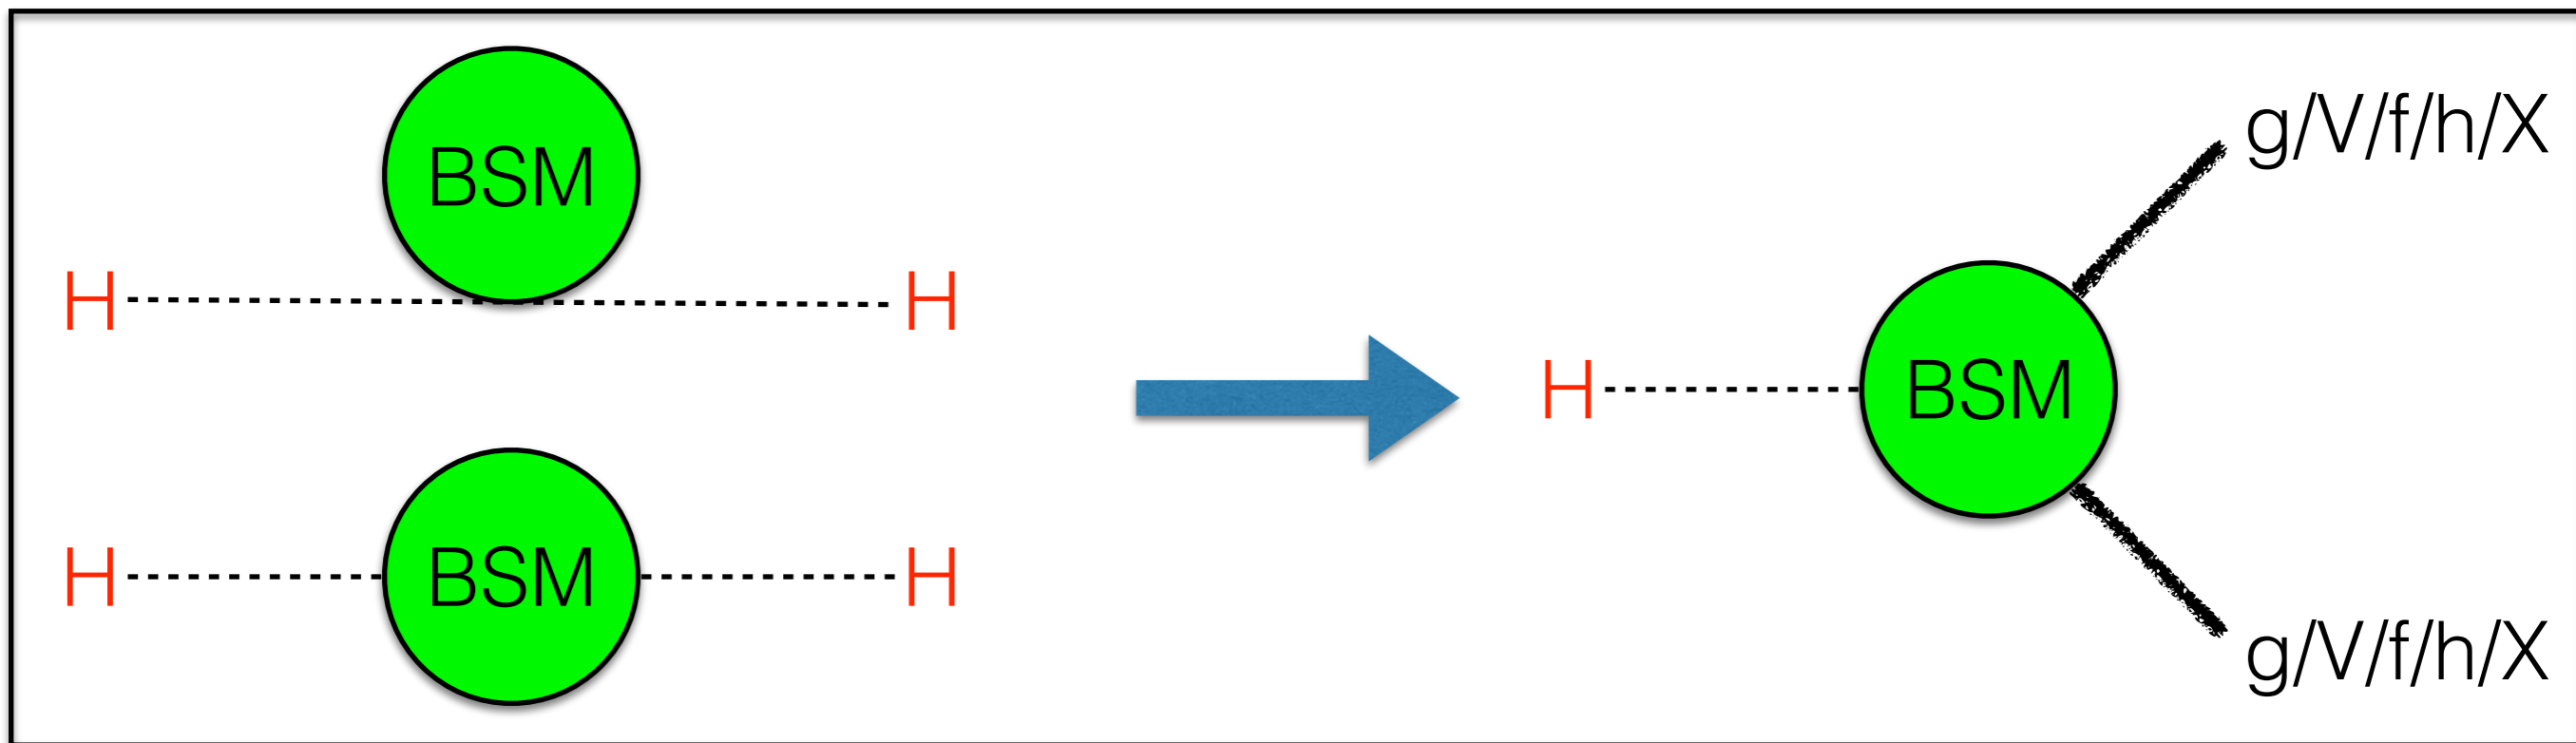 BSM
H H
BSM
H H
H BSM
g/V/f/h/X
g/V/f/h/X